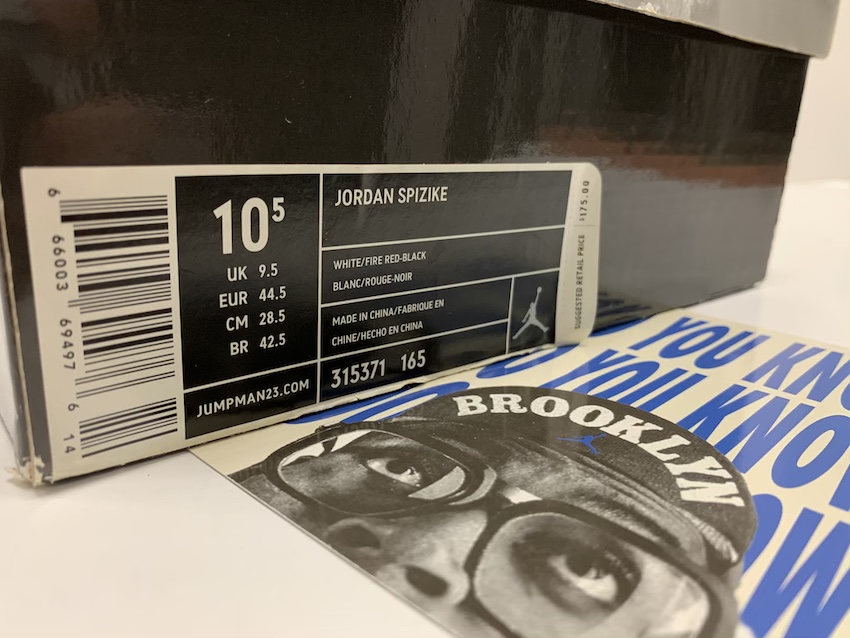 6 66003 69497 6 14
10⁵
UK 9.5
EUR 44.5
CM 28.5
BR 42.5
JUMPMAN23.COM
JORDAN SPIZIKE
WHITE/FIRE RED-BLACK
BLANC/ROUGE-NOIR
MADE IN CHINA/FABRIQUE EN
CHINE/HECHO EN CHINA
315371 165
SUGGESTED RETAIL PRICE $175.00
YOU KNO
YOU KNOW
BROOKLYN